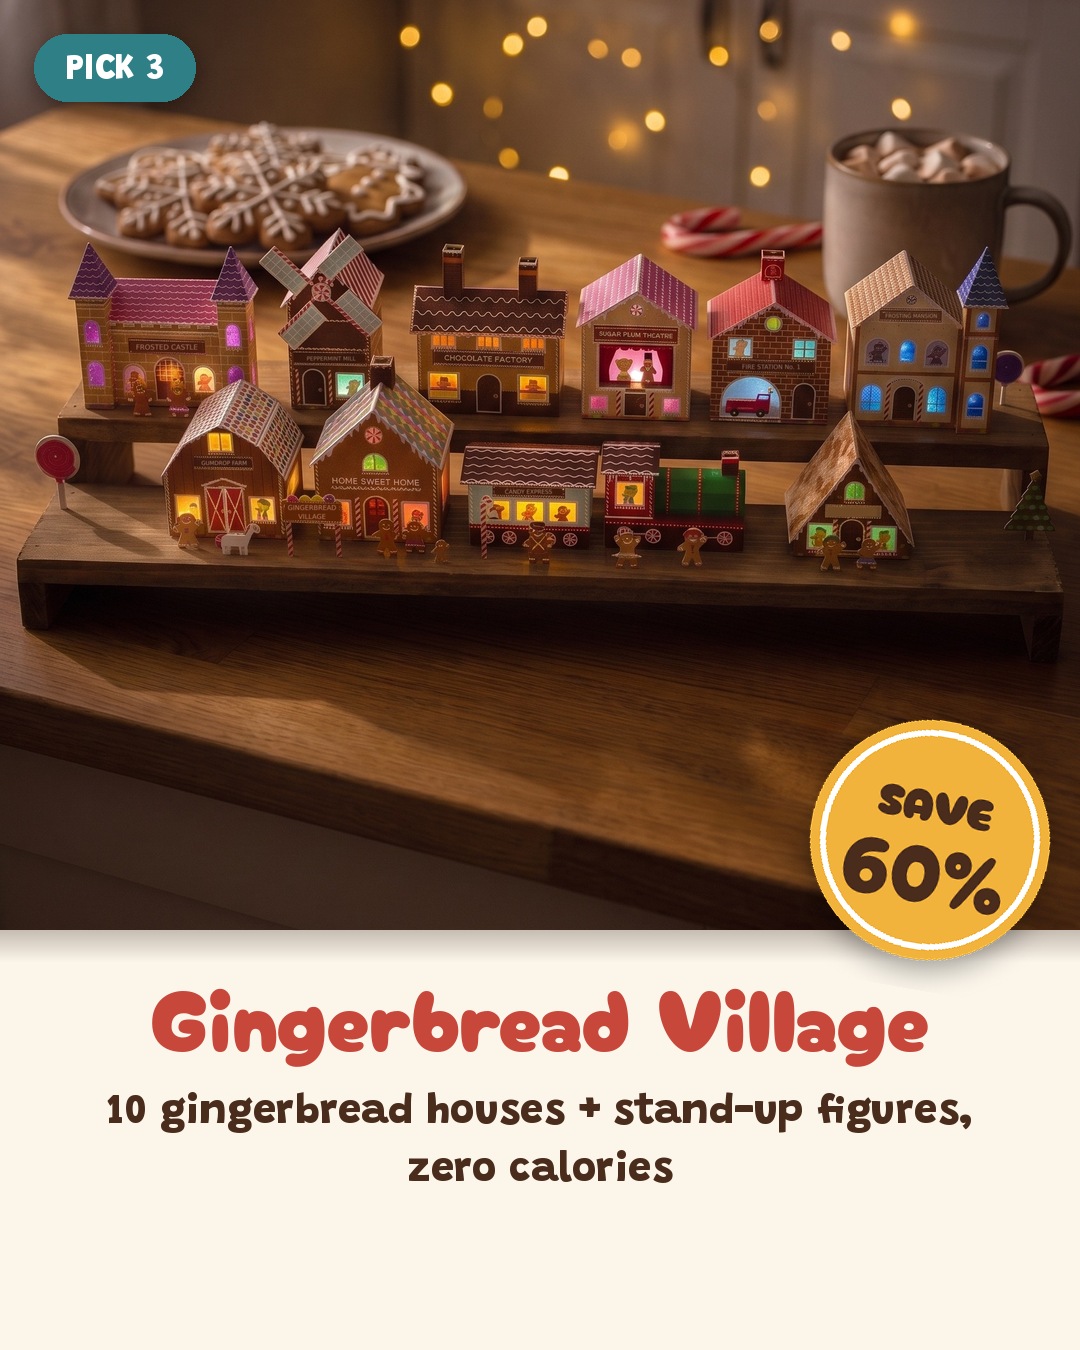 PICK 3
FROSTED CASTLE
PEPPERMINT MILL
CHOCOLATE FACTORY
SUGAR PLUM THEATRE
FIRE STATION No. 1
FROSTING MANSION
GUMDROP FARM
HOME SWEET HOME
GINGERBREAD
VILLAGE
CANDY EXPRESS
SAVE
60%
Gingerbread Village
10 gingerbread houses + stand-up figures,
zero calories